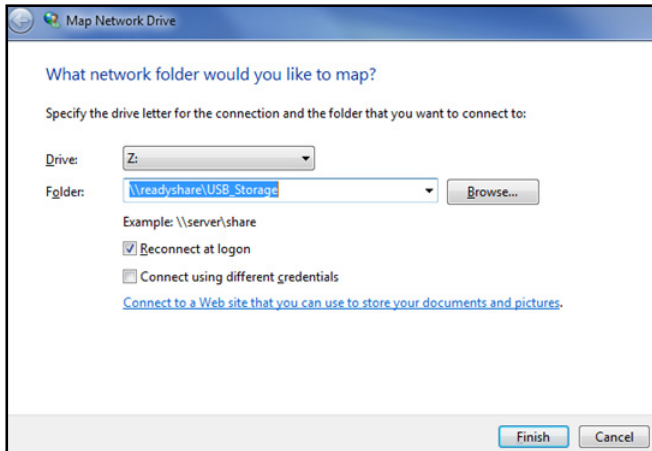 Map Network Drive
What network folder would you like to map?
Specify the drive letter for the connection and the folder that you want to connect to:
Drive: Z:
Folder: \\readyshare\USB_Storage Browse...
Example: \\server\share
Reconnect at logon
Connect using different credentials
Connect to a Web site that you can use to store your documents and pictures.
Finish Cancel